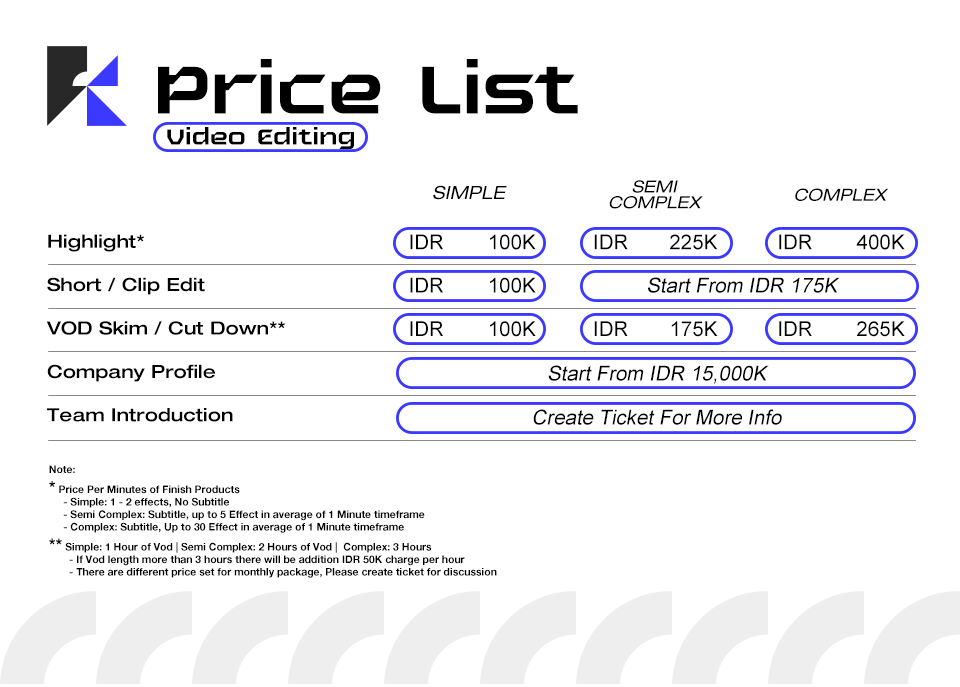 Price List
Video Editing
SIMPLE
SEMI
COMPLEX
COMPLEX
Highlight* IDR 100K IDR 225K IDR 400K
Short / Clip Edit IDR 100K Start From IDR 175K
VOD Skim / Cut Down** IDR 100K IDR 175K IDR 265K
Company Profile Start From IDR 15,000K
Team Introduction Create Ticket For More Info
Note:
* Price Per Minutes of Finish Products
- Simple: 1 - 2 effects, No Subtitle
- Semi Complex: Subtitle, up to 5 Effect in average of 1 Minute timeframe
- Complex: Subtitle, Up to 30 Effect in average of 1 Minute timeframe
** Simple: 1 Hour of Vod | Semi Complex: 2 Hours of Vod | Complex: 3 Hours
- If Vod length more than 3 hours there will be addition IDR 50K charge per hour
- There are different price set for monthly package, Please create ticket for discussion